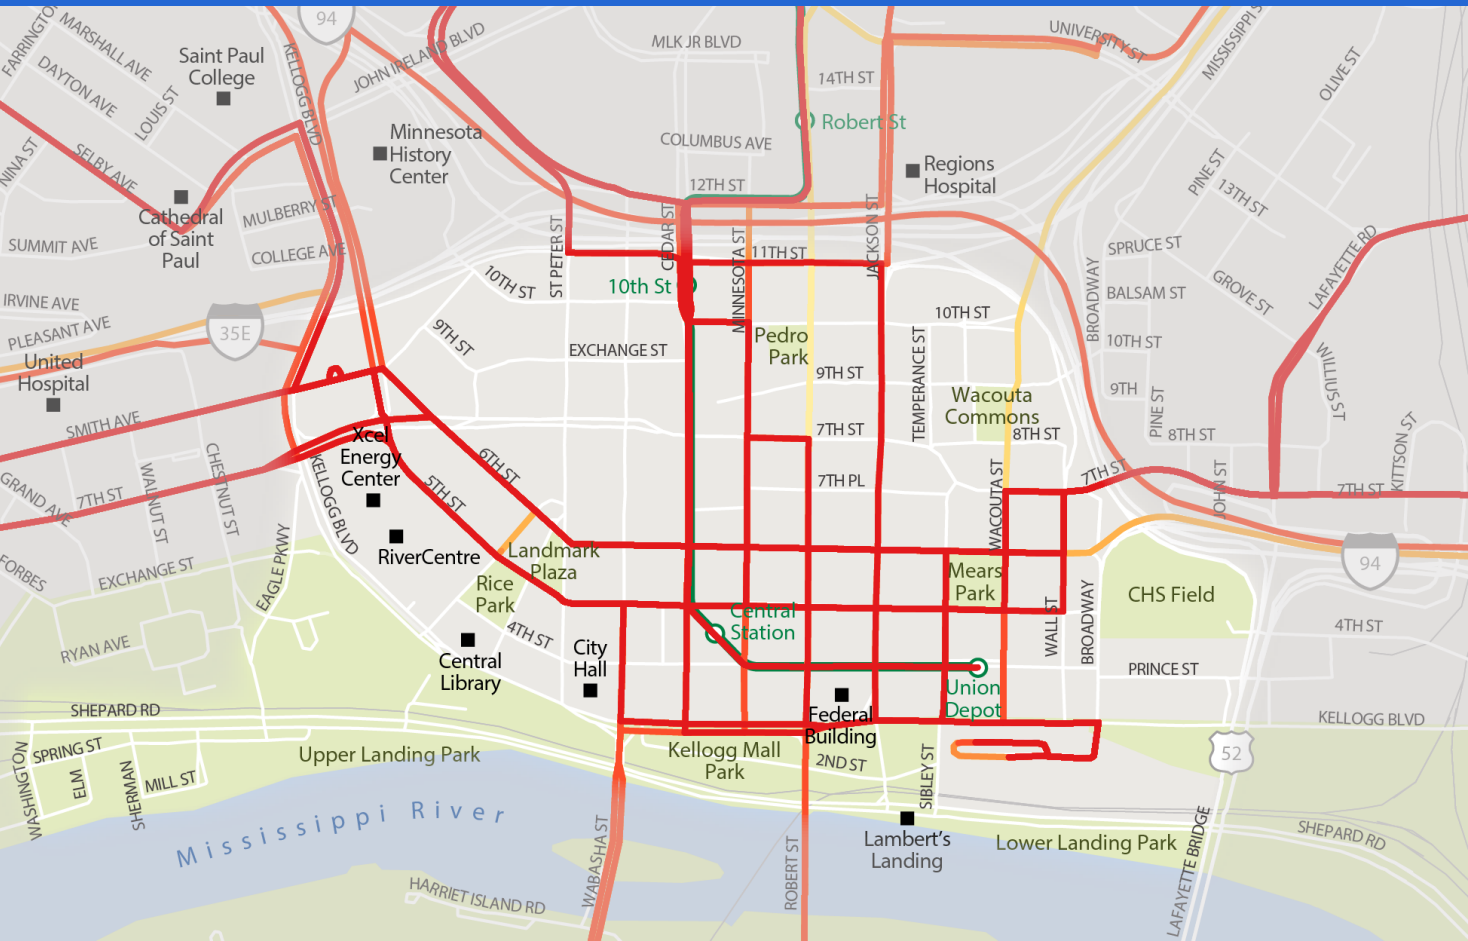 94
FARRINGTON
MARSHALL AVE
Saint Paul
College
KELLOGG BLVD
JOHN IRELAND BLVD
MLK JR BLVD
UNIVERSITY ST
MISSISSIPPI S
OLIVE ST
DAYTON AVE
LOUIS ST
14TH ST
Robert St
NINA ST
SELBY AVE
Minnesota
History
Center
COLUMBUS AVE
Regions
Hospital
PINE ST
13TH ST
12TH ST
Cathedral
of Saint
Paul
MULBERRY ST
SUMMIT AVE
COLLEGE AVE
ST PETER ST
CEDAR ST
MINNESOTA ST
11TH ST
JACKSON ST
SPRUCE ST
LAFAYETTE RD
10TH ST
10th St
BROADWAY
BALSAM ST
GROVE ST
IRVINE AVE
PLEASANT AVE
35E
9TH ST
EXCHANGE ST
Pedro
Park
10TH ST
10TH ST
WILLIUS ST
United
Hospital
9TH ST
TEMPERANCE ST
Wacouta
Commons
9TH
PINE ST
SMITH AVE
7TH ST
8TH ST
8TH ST
KITTSON ST
Xcel
Energy
Center
6TH ST
7TH PL
WACOUTA ST
7TH ST
JOHN ST
7TH ST
GRAND AVE
7TH ST
WALNUT ST
CHESTNUT ST
KELLOGG BLVD
5TH ST
RiverCentre
Landmark
Plaza
94
FORBES
EXCHANGE ST
EAGLE PKWY
Rice
Park
Mears
Park
CHS Field
Central
Station
WALL ST
BROADWAY
4TH ST
RYAN AVE
4TH ST
City
Hall
Central
Library
PRINCE ST
Union
Depot
SHEPARD RD
Federal
Building
KELLOGG BLVD
WASHINGTON
SPRING ST
ELM
SHERMAN
MILL ST
Upper Landing Park
Kellogg Mall
Park
2ND ST
SIBLEY ST
52
Mississippi River
WABASHA ST
ROBERT ST
Lambert's
Landing
Lower Landing Park
LAFAYETTE BRIDGE
SHEPARD RD
HARRIET ISLAND RD